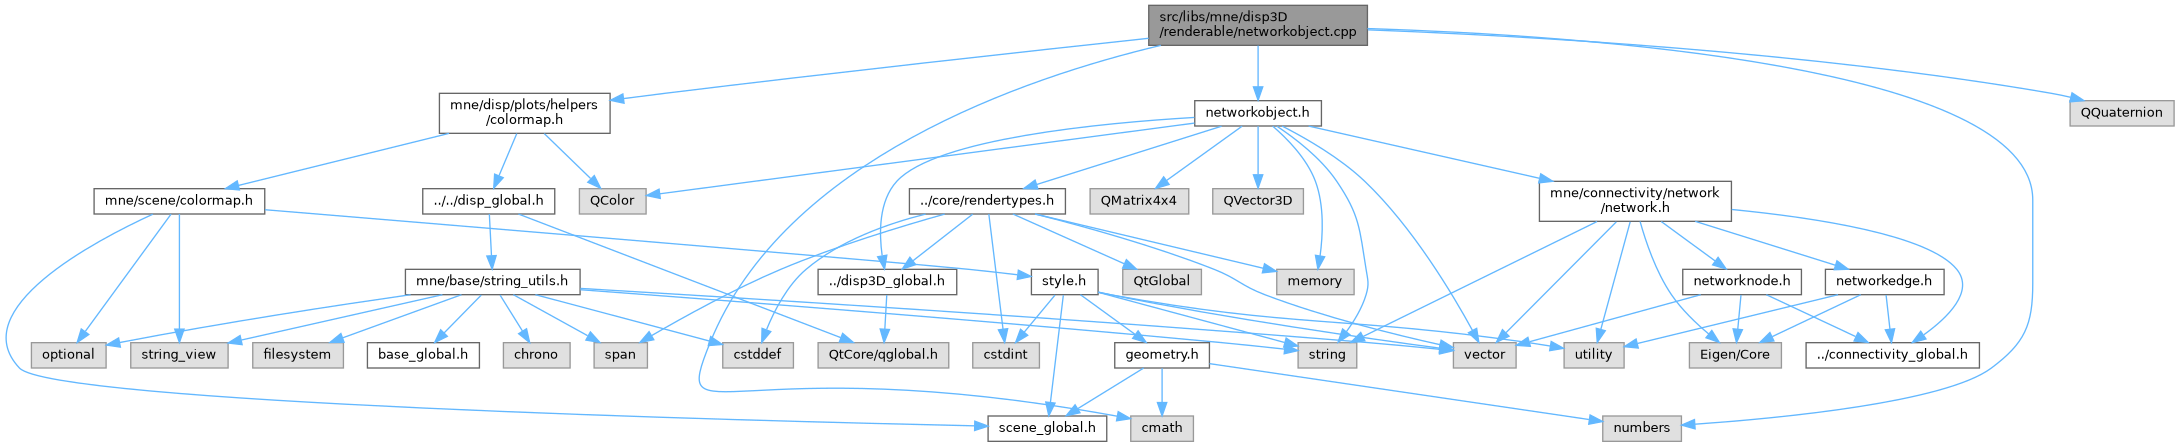 src/libs/mne/disp3D
/renderable/networkobject.cpp
mne/disp/plots/helpers
/colormap.h
networkobject.h
QQuaternion
mne/scene/colormap.h
../../disp_global.h
QColor
../core/rendertypes.h
QMatrix4x4
QVector3D
mne/connectivity/network
/network.h
mne/base/string_utils.h
../disp3D_global.h
style.h
QtGlobal
memory
networknode.h
networkedge.h
optional
string_view
filesystem
base_global.h
chrono
span
cstddef
QtCore/qglobal.h
cstdint
geometry.h
string
vector
utility
Eigen/Core
../connectivity_global.h
scene_global.h
cmath
numbers